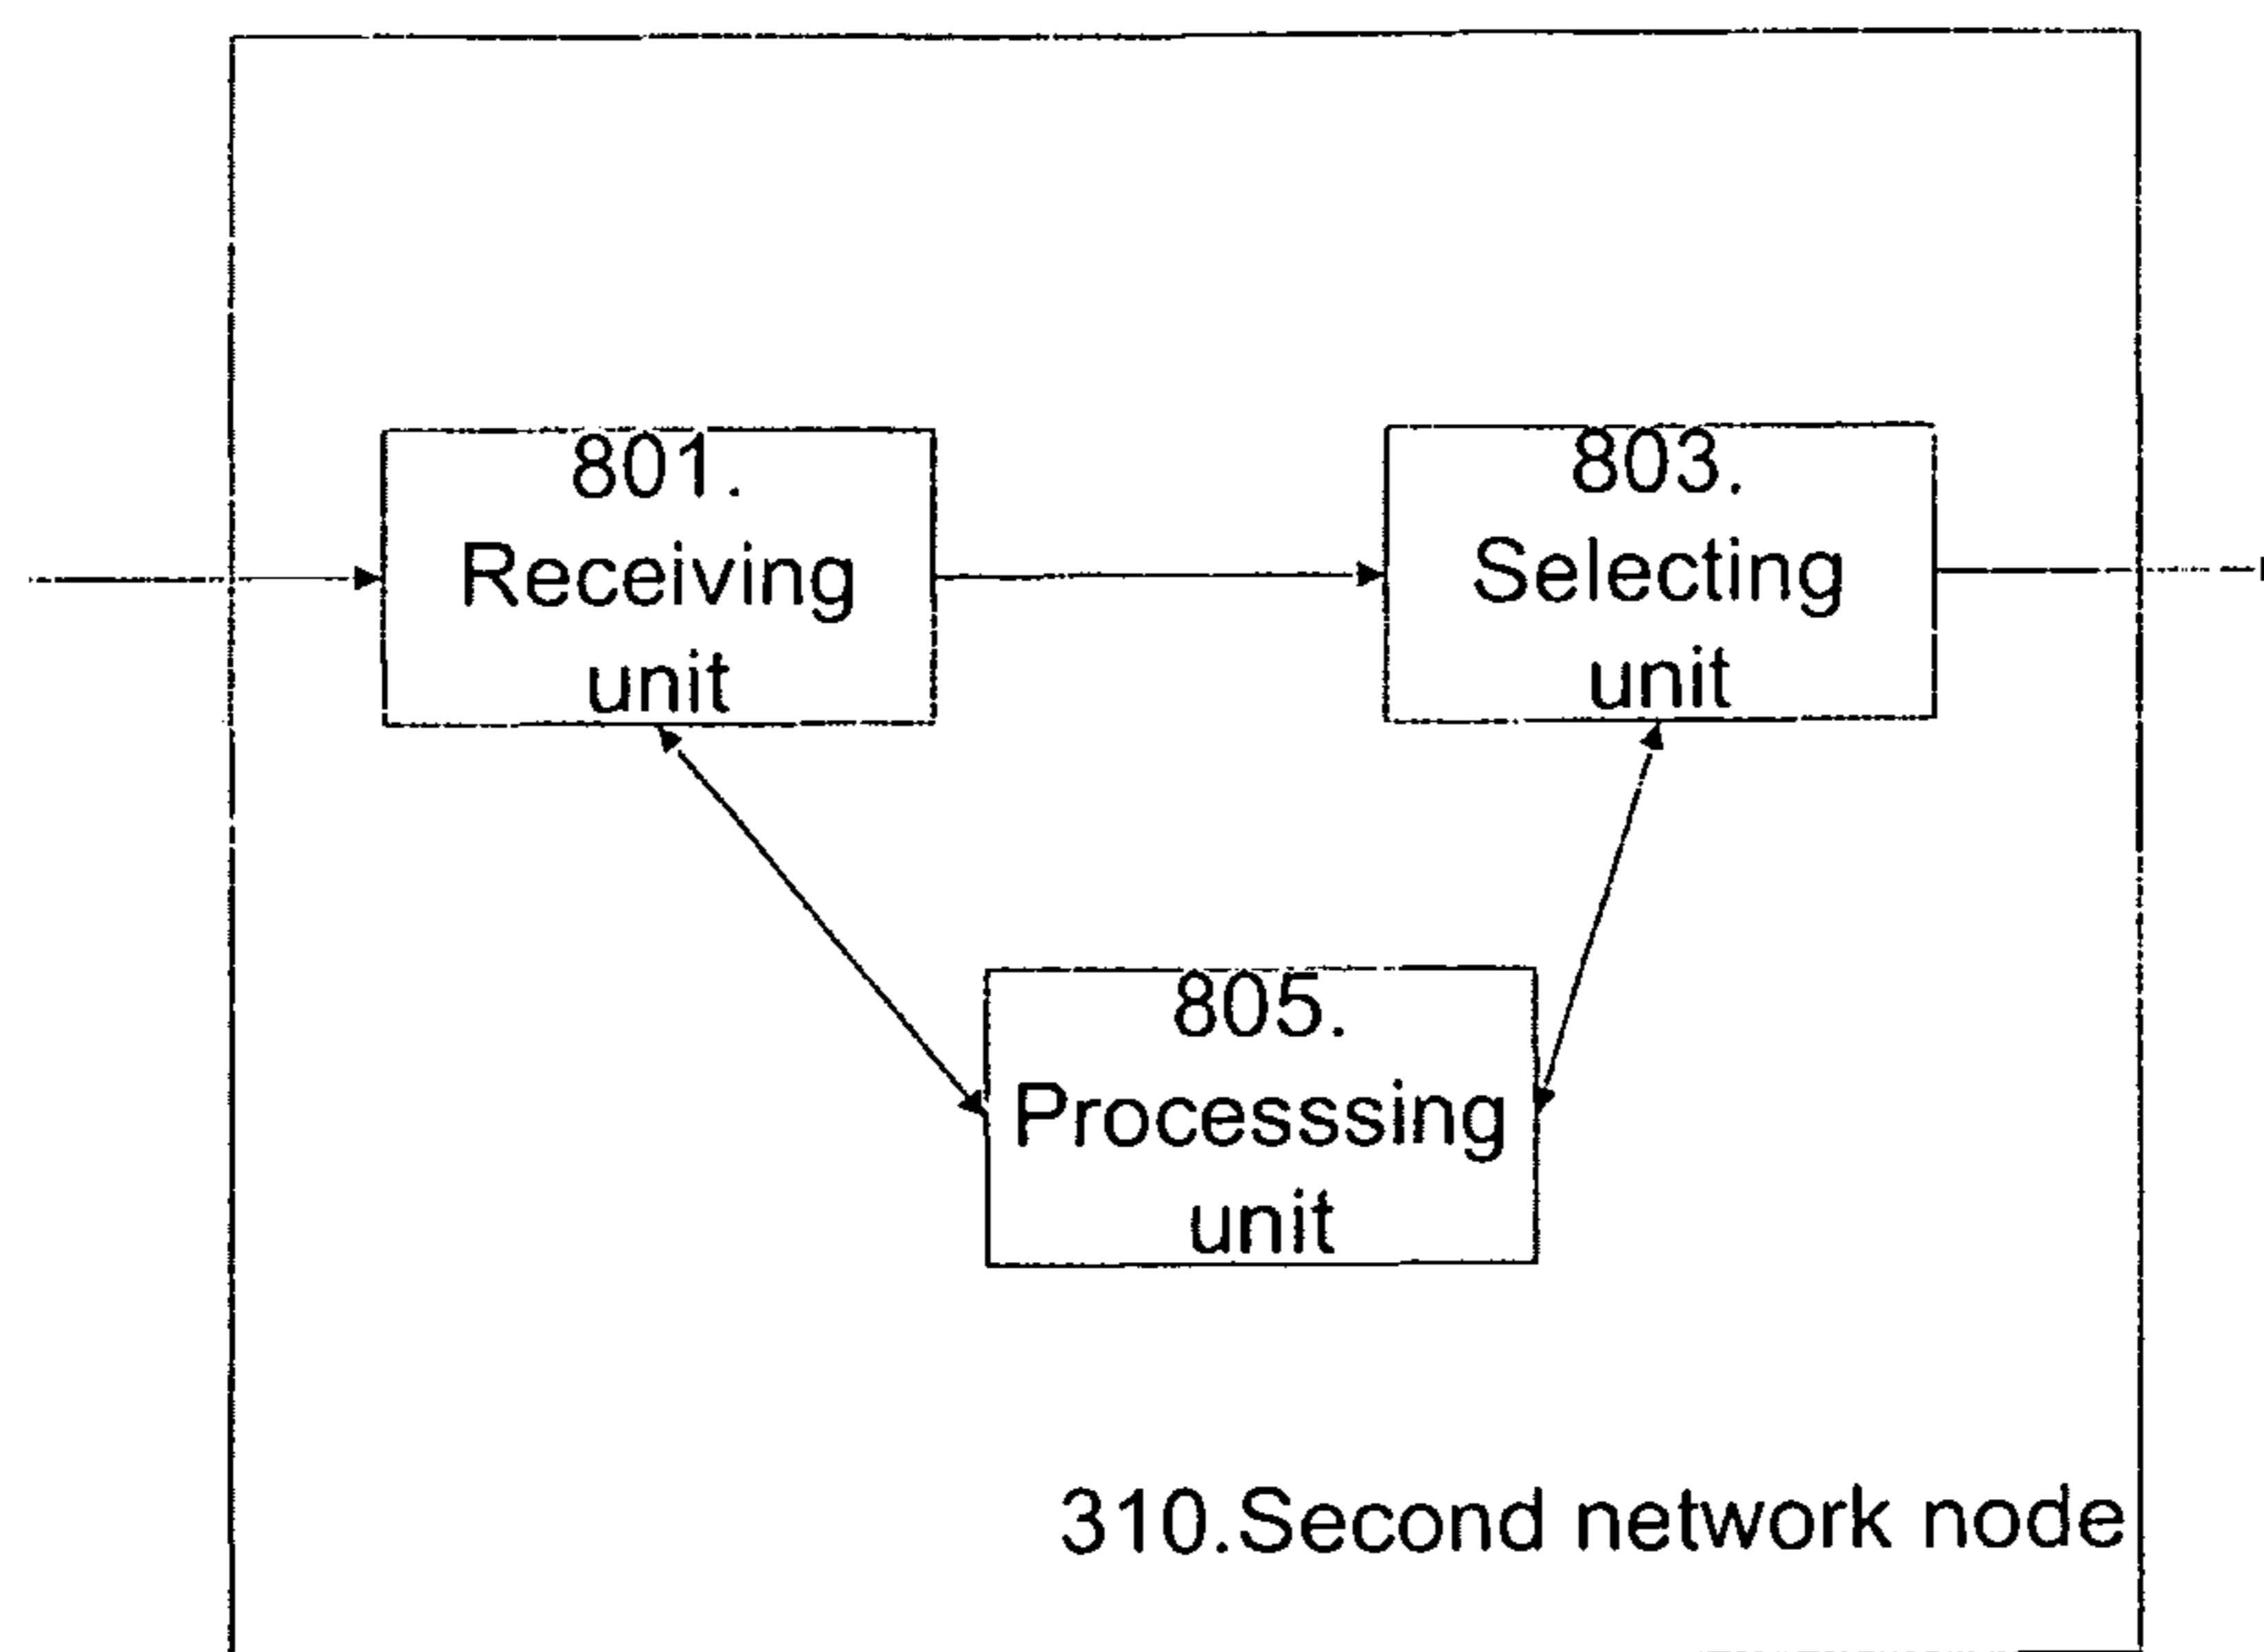 801.
Receiving
unit
803.
Selecting
unit
805.
Processsing
unit
310.Second network node